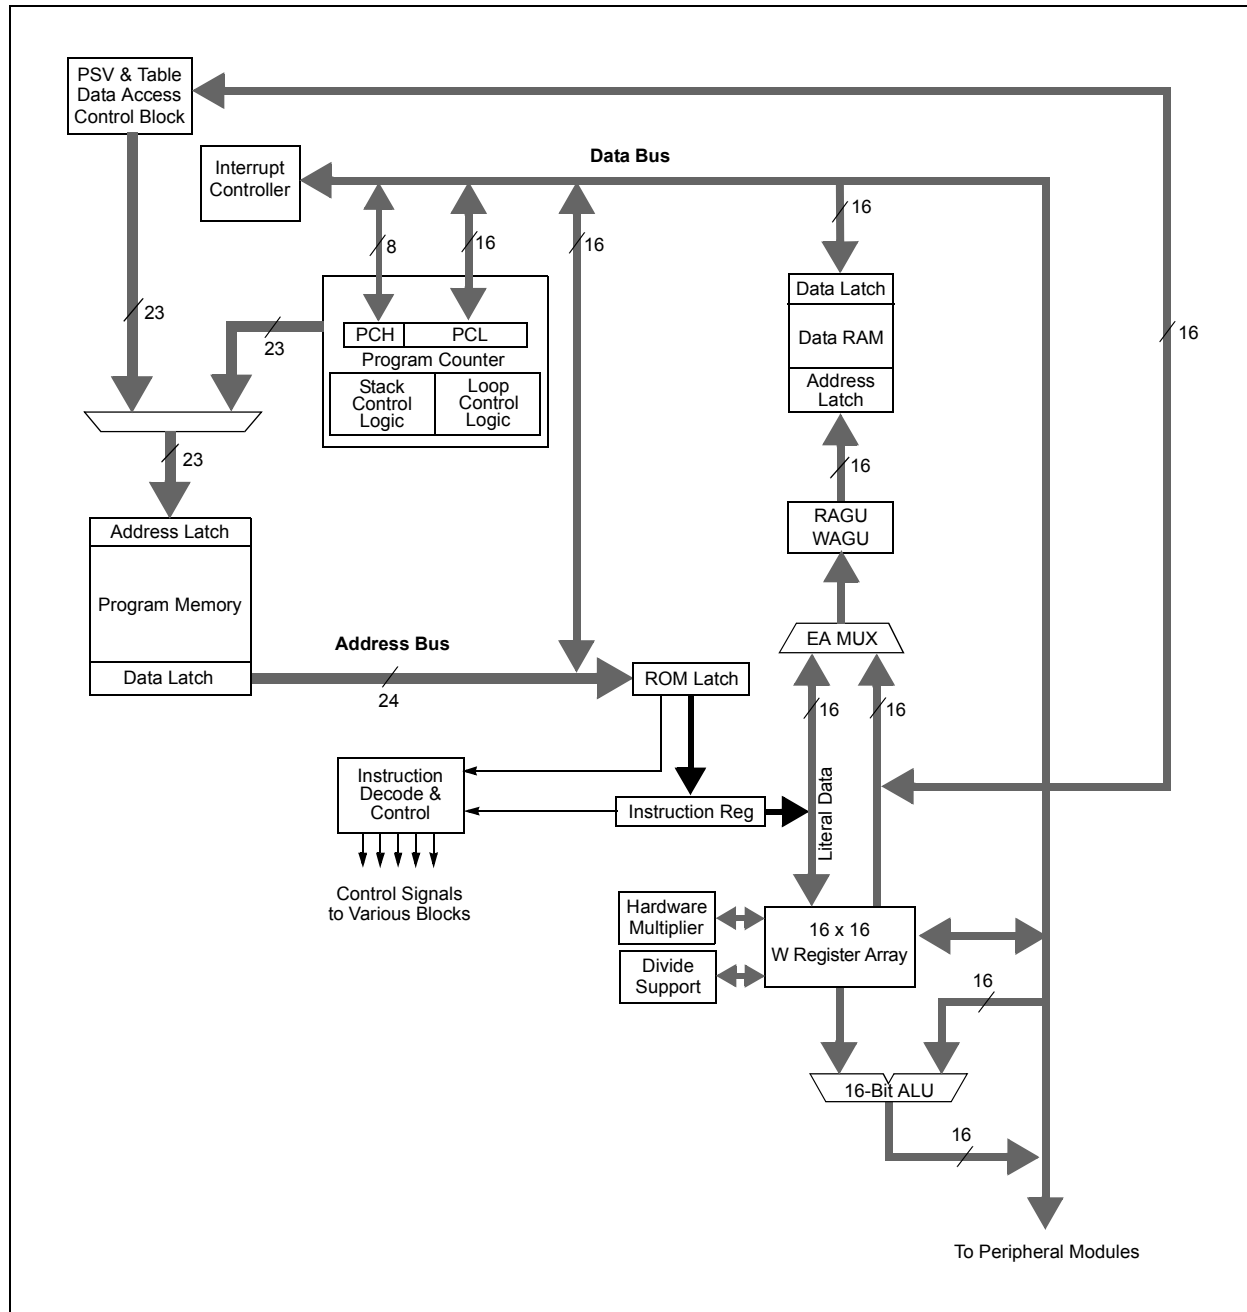 PSV & Table
Data Access
Control Block
Data Bus
Interrupt
Controller
16
8
16
16
16
23
23
Data Latch
PCH
PCL
Data RAM
Program Counter
Stack
Control
Logic
Loop
Control
Logic
Address
Latch
23
16
RAGU
WAGU
Address Latch
Program Memory
EA MUX
Address Bus
Data Latch
ROM Latch
24
16
16
Instruction
Decode &
Control
Instruction Reg
Literal Data
Control Signals
to Various Blocks
Hardware
Multiplier
16 x 16
W Register Array
Divide
Support
16
16-Bit ALU
16
To Peripheral Modules